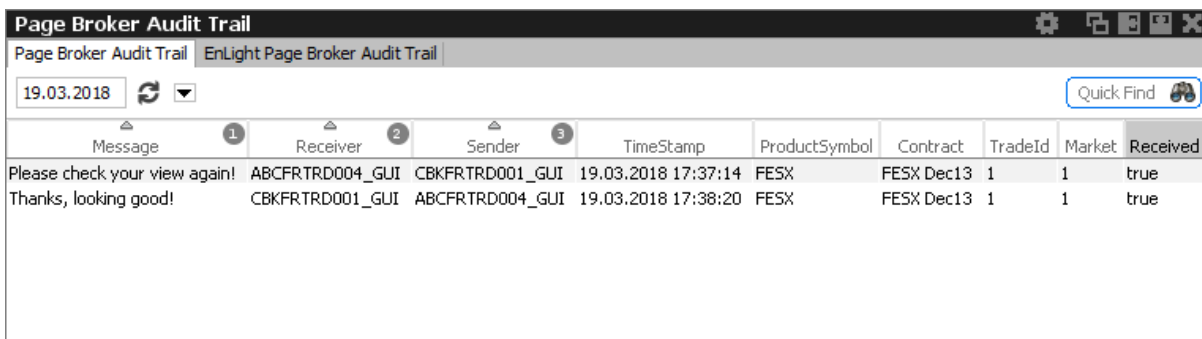 Page Broker Audit Trail
Page Broker Audit Trail EnLight Page Broker Audit Trail
19.03.2018 Quick Find
Message 1 Receiver 2 Sender 3 TimeStamp ProductSymbol Contract TradeId Market Received
Please check your view again! ABCFRTRD004_GUI CBKFRTRD001_GUI 19.03.2018 17:37:14 FESX FESX Dec13 1 1 true
Thanks, looking good! CBKFRTRD001_GUI ABCFRTRD004_GUI 19.03.2018 17:38:20 FESX FESX Dec13 1 1 true